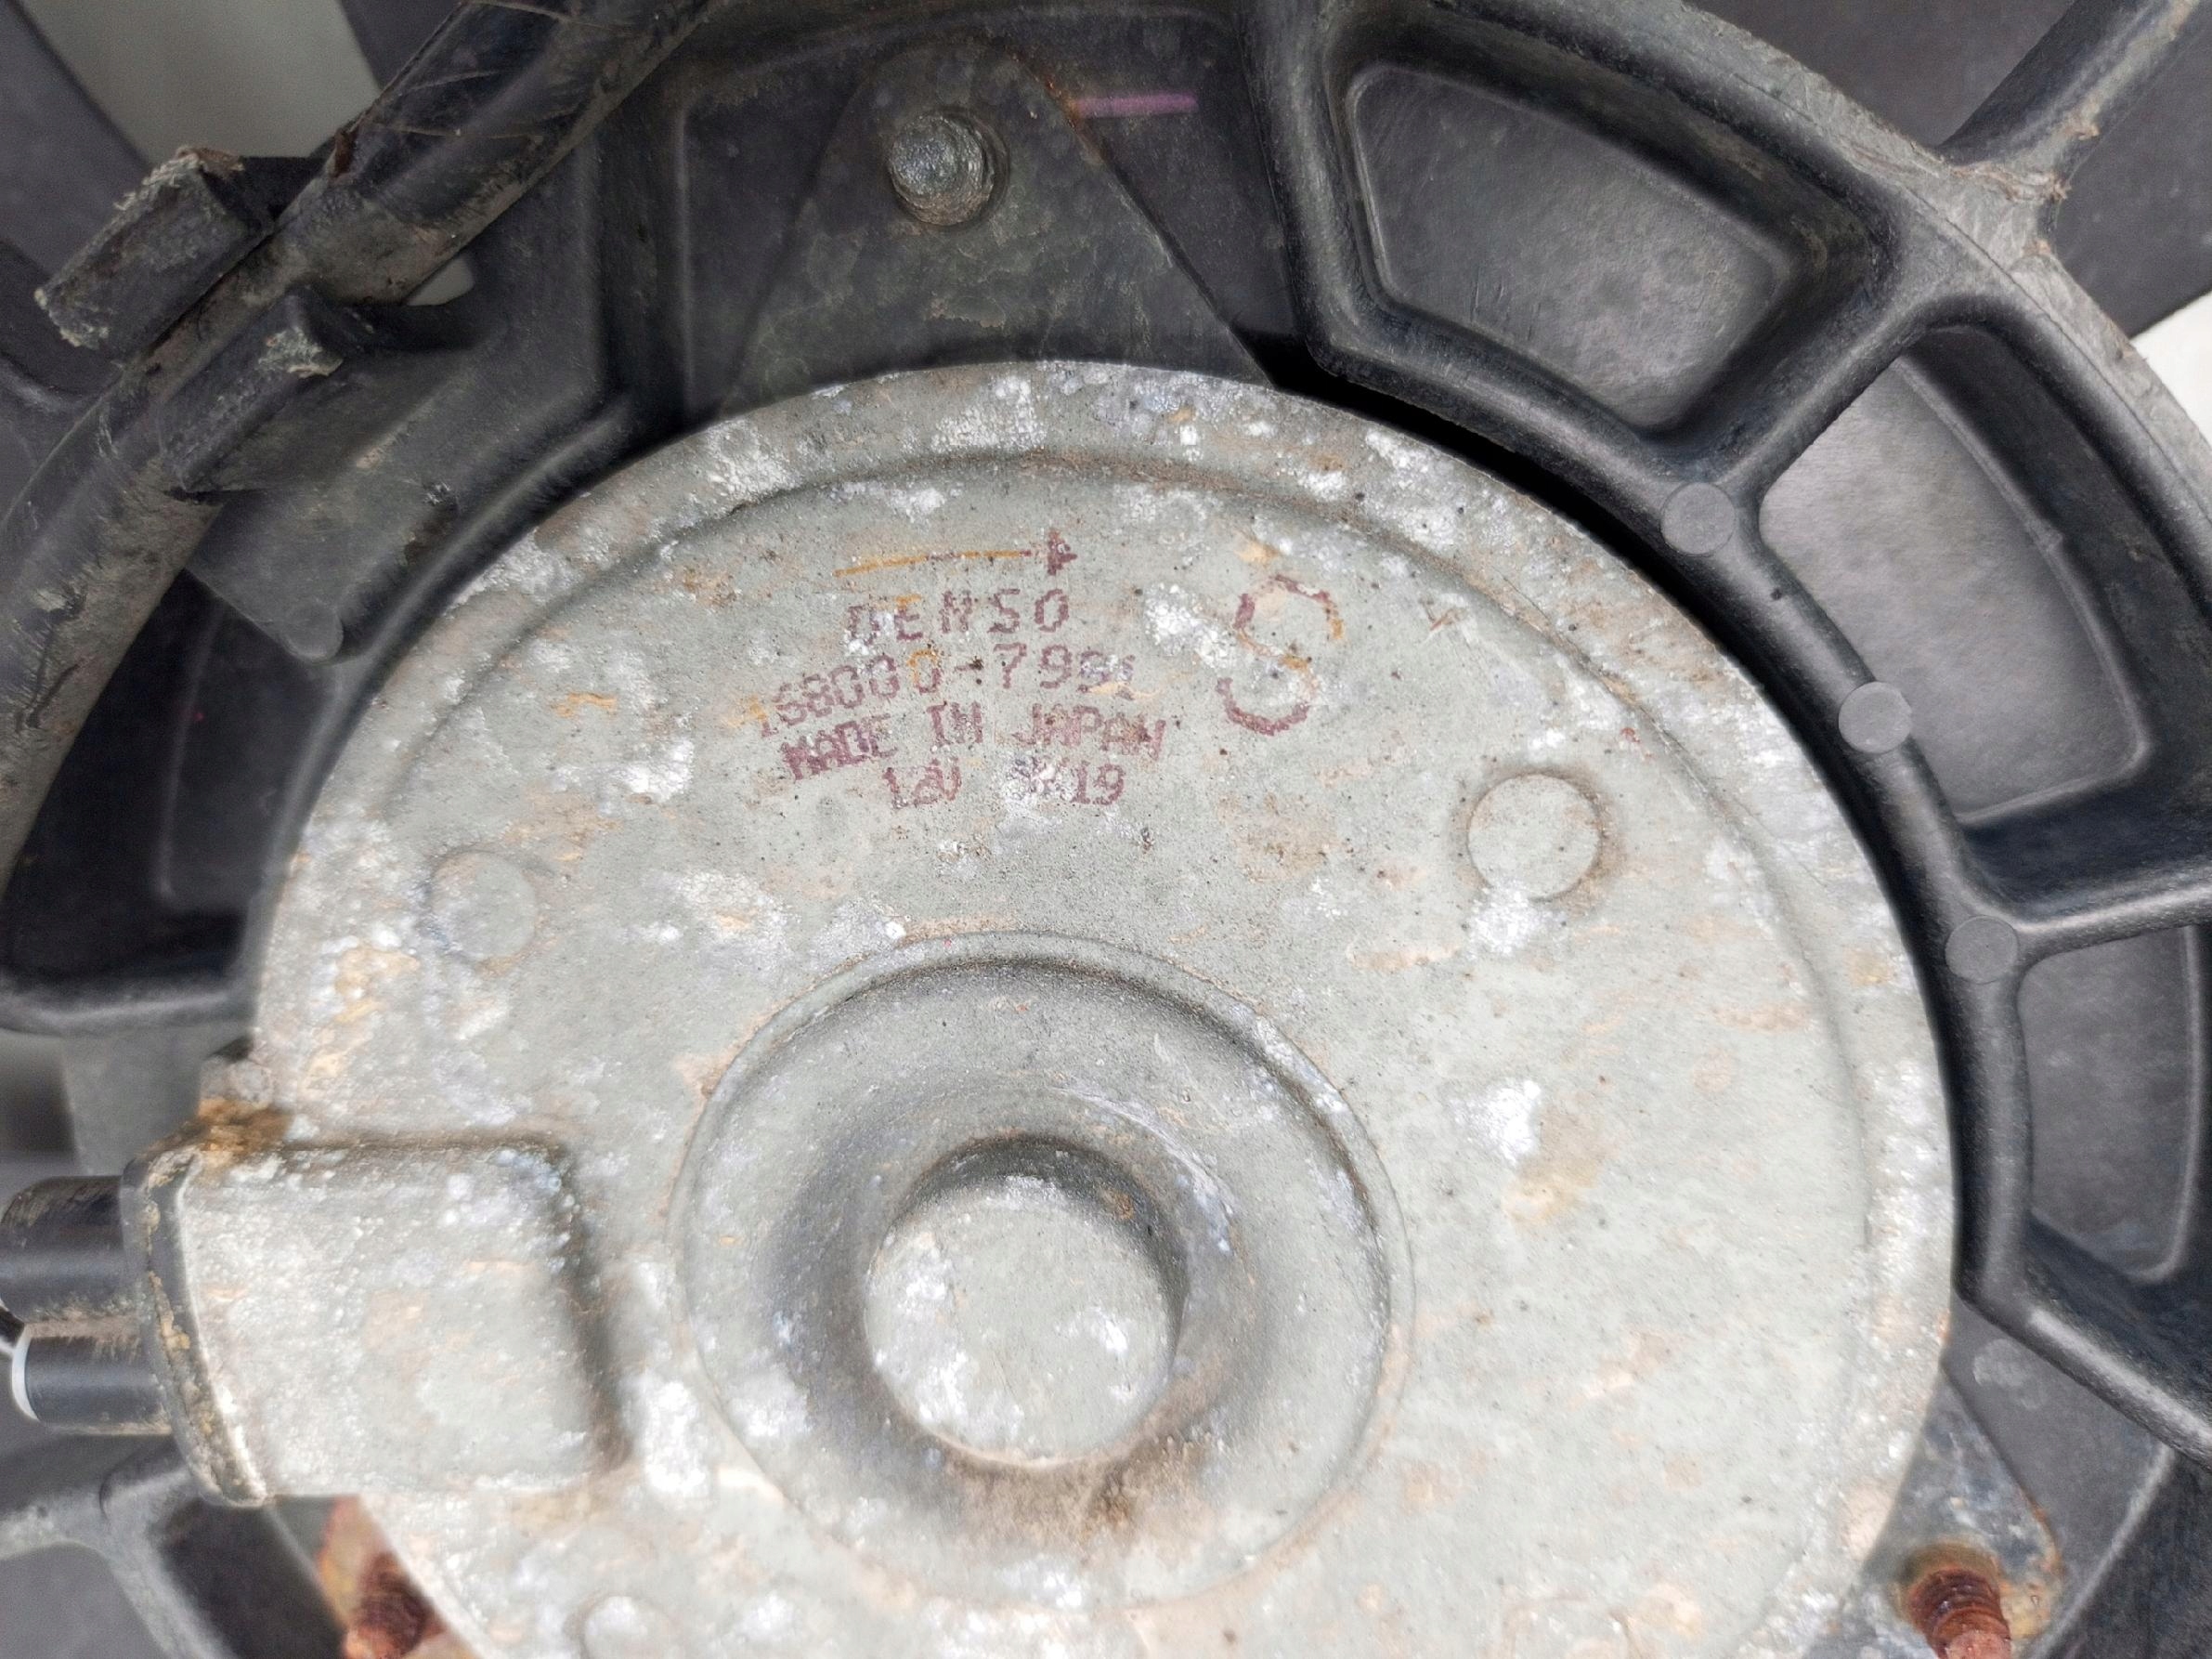 DENSO
168000-7991
MADE IN JAPAN
12V
S